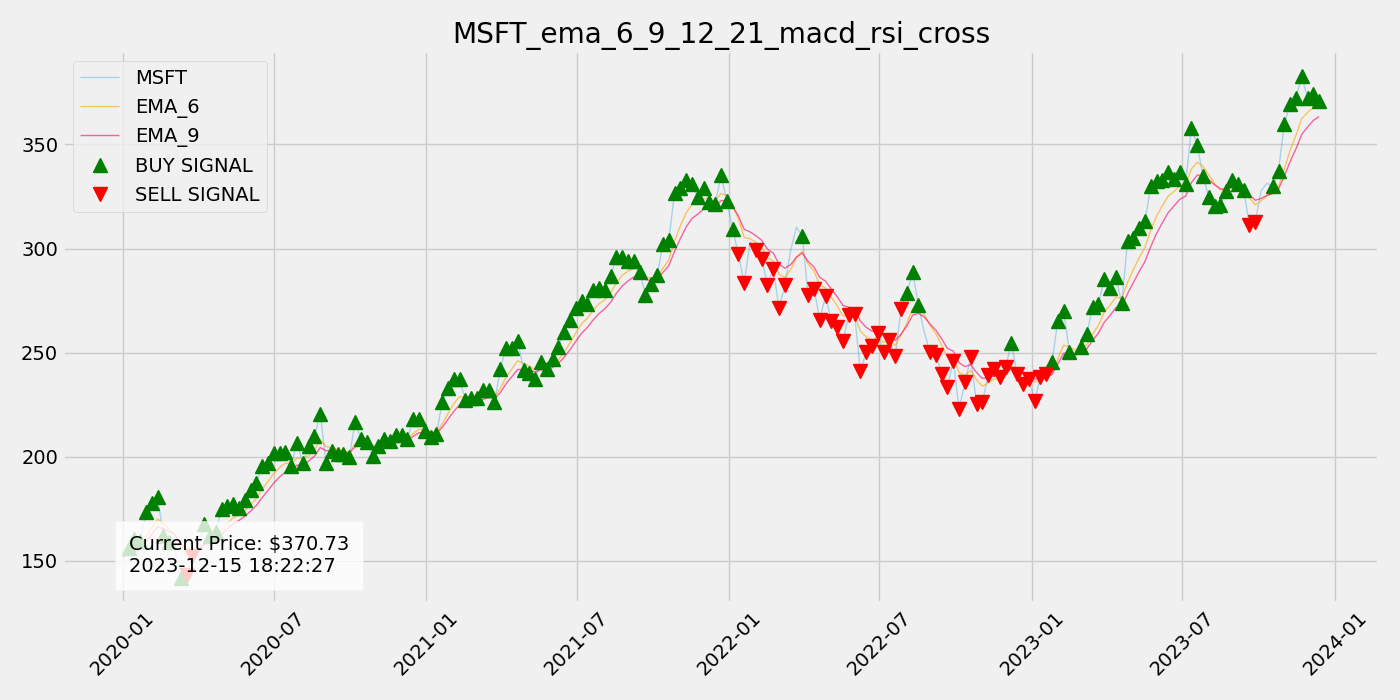 MSFT_ema_6_9_12_21_macd_rsi_cross
MSFT
EMA_6
EMA_9
BUY SIGNAL
SELL SIGNAL
350
300
250
200
150
Current Price: $370.73
2023-12-15 18:22:27
2020-01
2020-07
2021-01
2021-07
2022-01
2022-07
2023-01
2023-07
2024-01